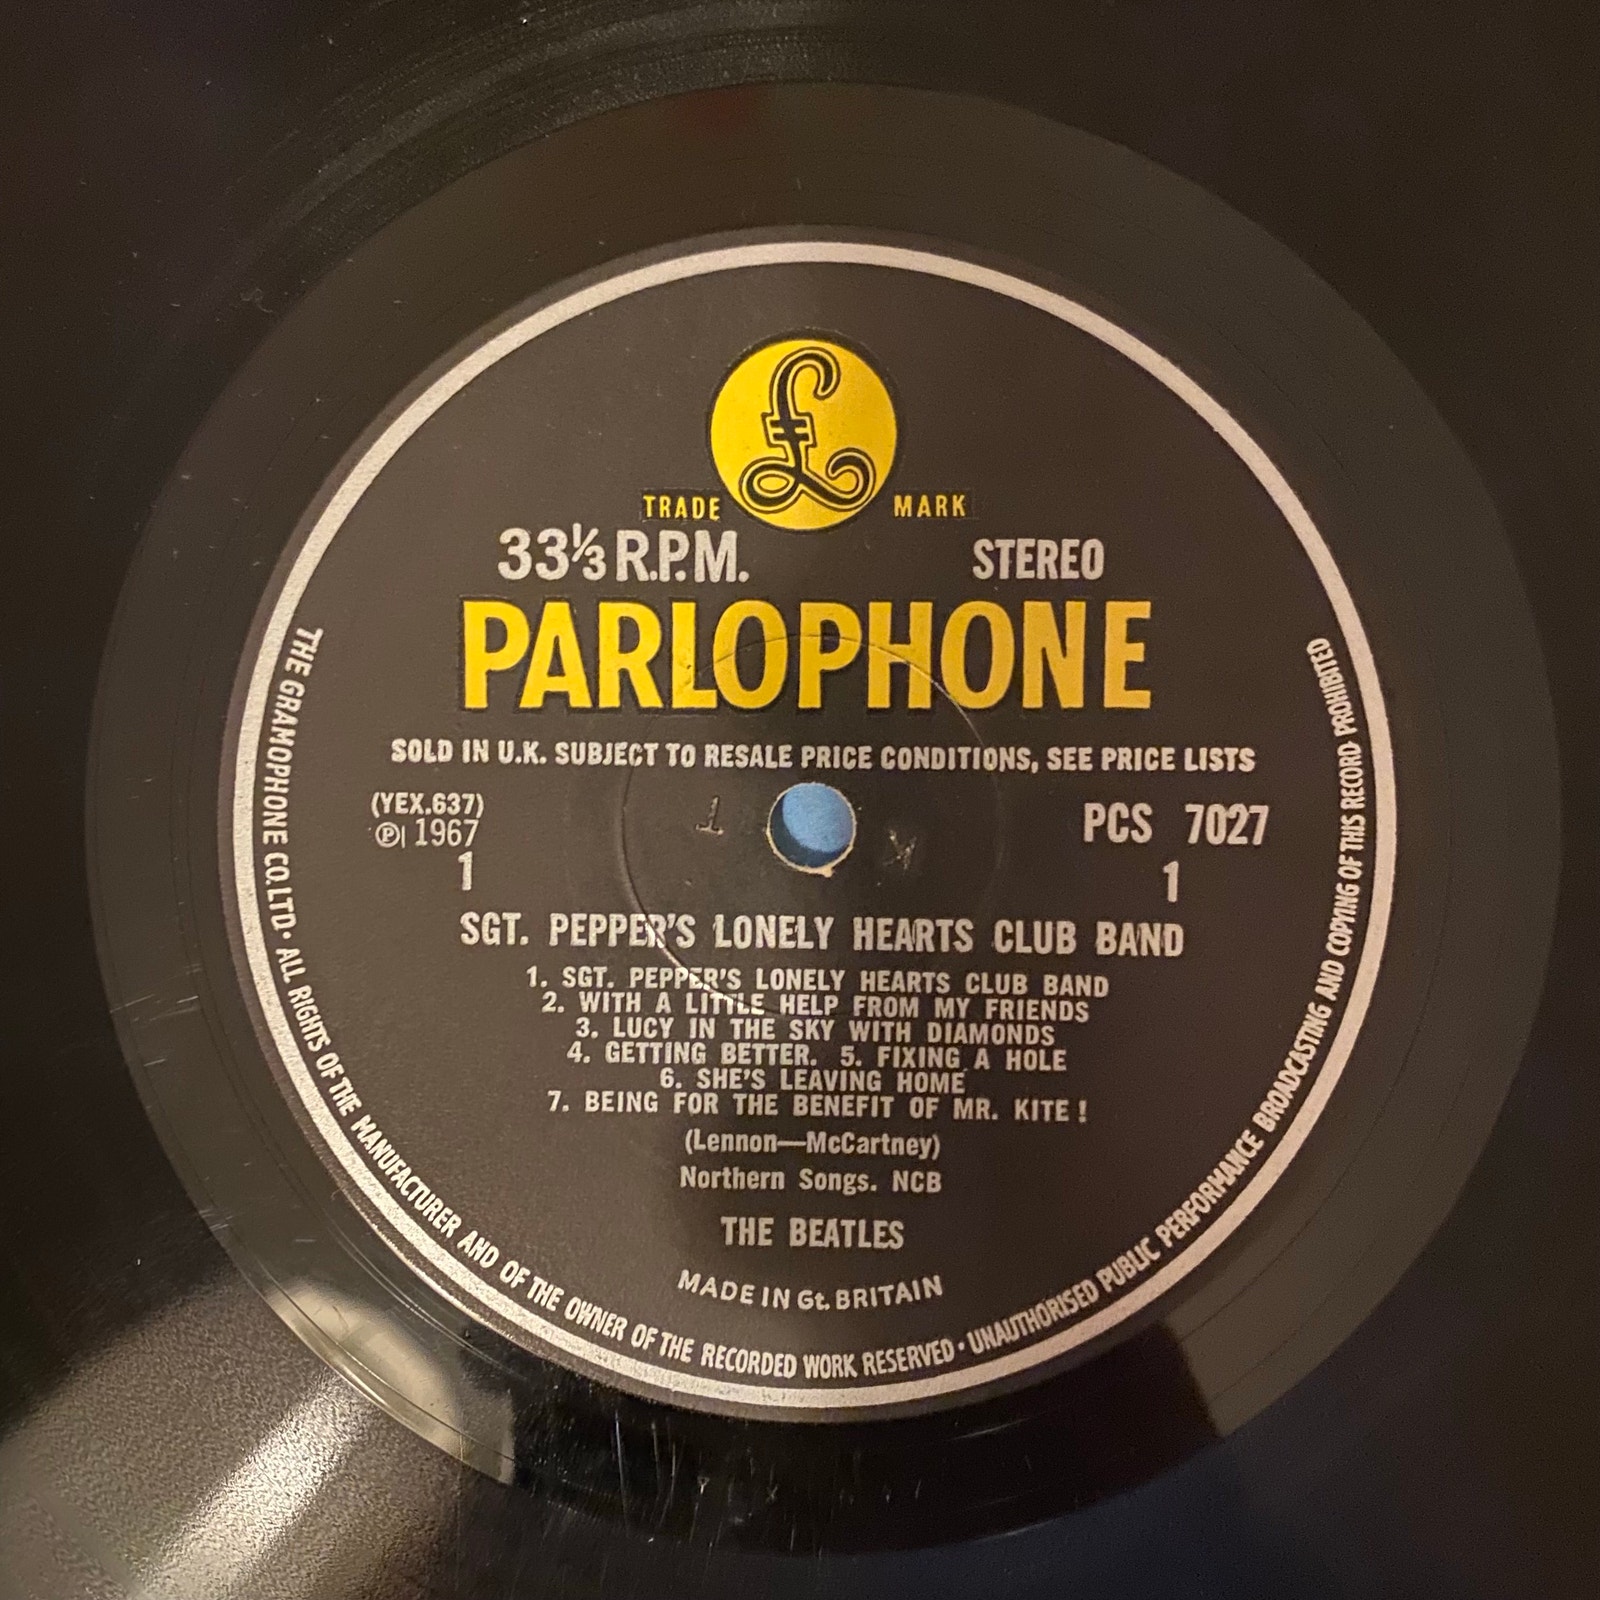 £
TRADE MARK
33⅓ R.P.M. STEREO
PARLOPHONE
SOLD IN U.K. SUBJECT TO RESALE PRICE CONDITIONS, SEE PRICE LISTS
(YEX.637)
℗ 1967 PCS 7027
1 1
SGT. PEPPER'S LONELY HEARTS CLUB BAND
1. SGT. PEPPER'S LONELY HEARTS CLUB BAND
2. WITH A LITTLE HELP FROM MY FRIENDS
3. LUCY IN THE SKY WITH DIAMONDS
4. GETTING BETTER. 5. FIXING A HOLE
6. SHE'S LEAVING HOME
7. BEING FOR THE BENEFIT OF MR. KITE!
(Lennon—McCartney)
Northern Songs. NCB
THE BEATLES
MADE IN Gt. BRITAIN
THE GRAMOPHONE CO. LTD · ALL RIGHTS OF THE MANUFACTURER AND OF THE OWNER OF THE RECORDED WORK RESERVED · UNAUTHORISED PUBLIC PERFORMANCE BROADCASTING AND COPYING OF THIS RECORD PROHIBITED